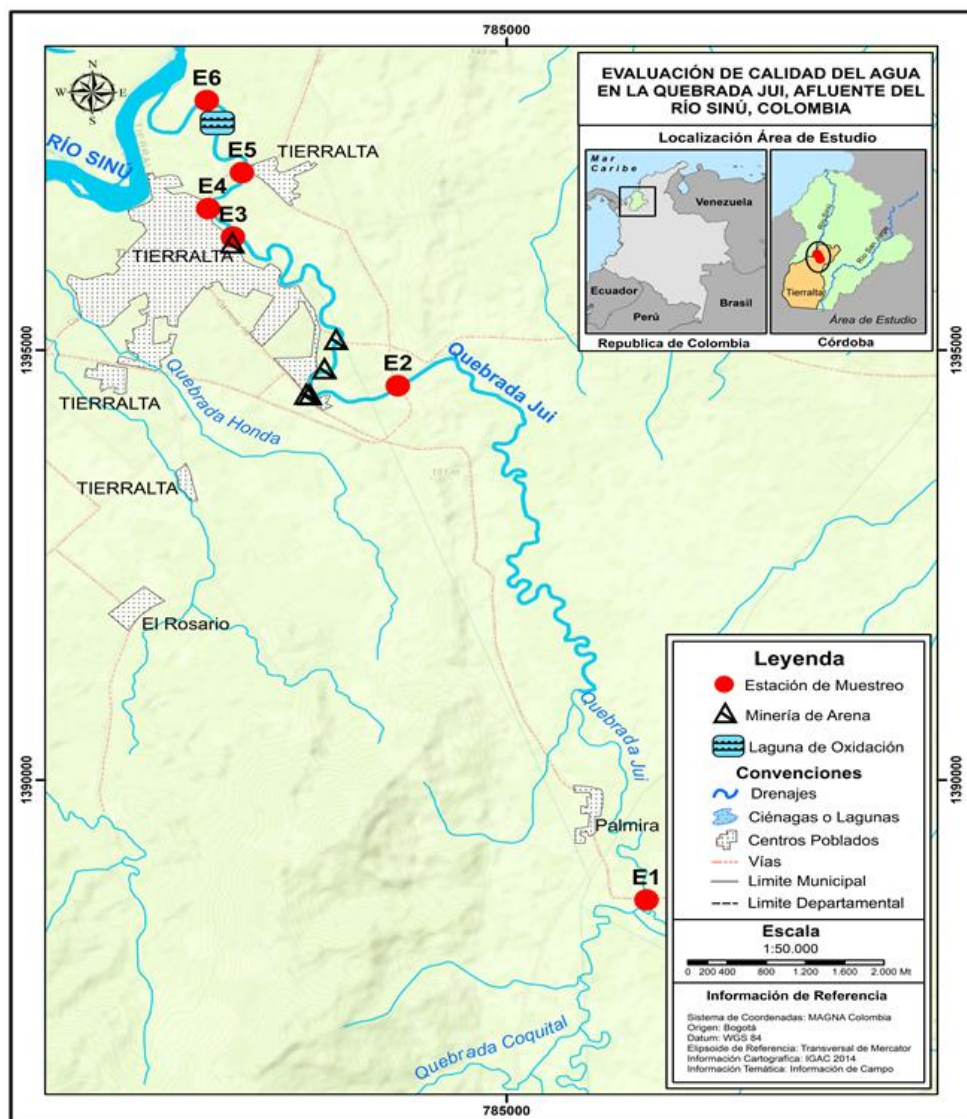 785000
EVALUACIÓN DE CALIDAD DEL AGUA
EN LA QUEBRADA JUI, AFLUENTE DEL
RÍO SINÚ, COLOMBIA
Localización Área de Estudio
Mar
Caribe
Venezuela
Ecuador
Perú
Brasil
Republica de Colombia
Río Sinú
Río San Jorge
Tierralta
Área de Estudio
Córdoba
N
W
E
S
E6
RÍO SINÚ
E5
TIERRALTA
E4
E3
TIERRALTA
1395000
1395000
E2
Quebrada Jui
TIERRALTA
Quebrada Honda
TIERRALTA
El Rosario
Quebrada Jui
1390000
1390000
Palmira
E1
Quebrada Coquital
Leyenda
Estación de Muestreo
Minería de Arena
Laguna de Oxidación
Convenciones
Drenajes
Ciénagas o Lagunas
Centros Poblados
Vías
Limite Municipal
Limite Departamental
Escala
1:50.000
0 200 400 800 1.200 1.600 2.000 Mt
Información de Referencia
Sistema de Coordenadas: MAGNA Colombia
Origen: Bogotá
Datum: WGS 84
Elipsoide de Referencia: Transversal de Mercator
Información Cartografica: IGAC 2014
Información Temática: Información de Campo
785000